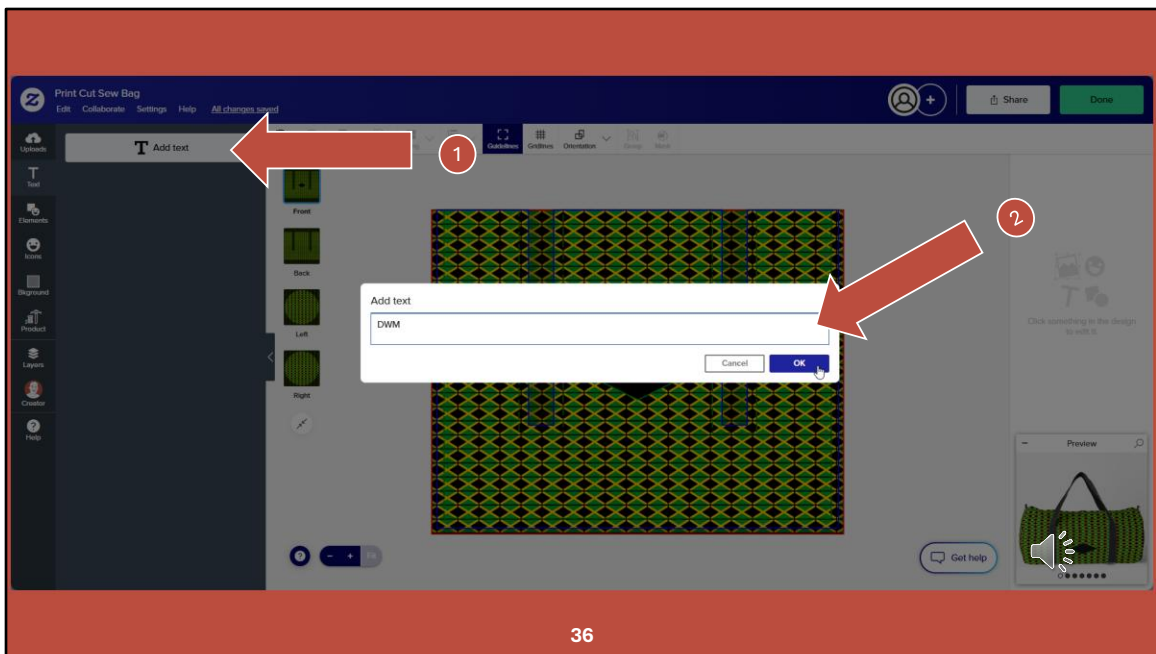 Print Cut Sew Bag
Edit Collaborate Settings Help All changes saved
Share
Done
Uploads
T Add text
1
Guidelines
Gridlines
Orientation
Group
Mask
Text
Elements
Icons
Bkground
Product
Layers
Creator
Help
Front
Back
Left
Right
2
Add text
DWM
Cancel
OK
Click something in the design
to edit it
Preview
Get help
36